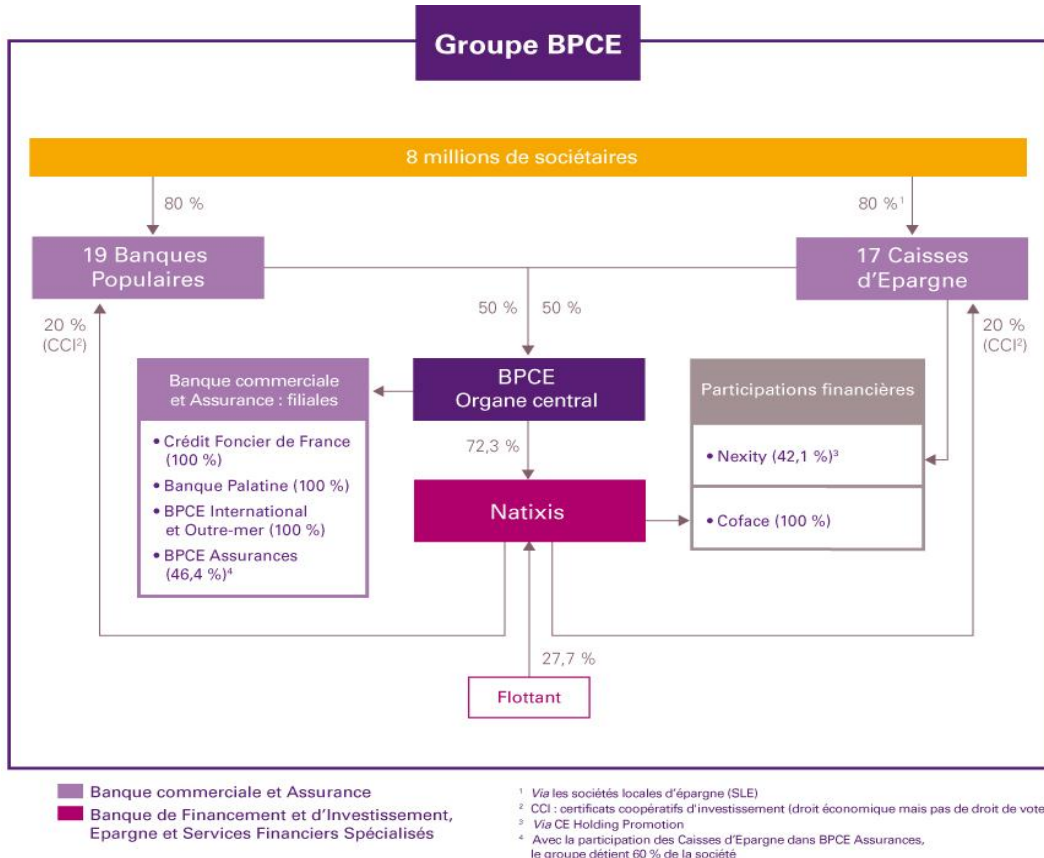 Groupe BPCE
8 millions de sociétaires
80 %
80 %¹
19 Banques
Populaires
17 Caisses
d'Epargne
50 %
50 %
20 %
(CCI²)
20 %
(CCI²)
Banque commerciale
et Assurance : filiales
• Crédit Foncier de France
(100 %)
• Banque Palatine (100 %)
• BPCE International
et Outre-mer (100 %)
• BPCE Assurances
(46,4 %)⁴
BPCE
Organe central
Participations financières
• Nexity (42,1 %)³
• Coface (100 %)
72,3 %
Natixis
27,7 %
Flottant
Banque commerciale et Assurance
Banque de Financement et d'Investissement,
Epargne et Services Financiers Spécialisés
¹ Via les sociétés locales d'épargne (SLE)
² CCI : certificats coopératifs d'investissement (droit économique mais pas de droit de vote
³ Via CE Holding Promotion
⁴ Avec la participation des Caisses d'Epargne dans BPCE Assurances,
le groupe détient 60 % de la société